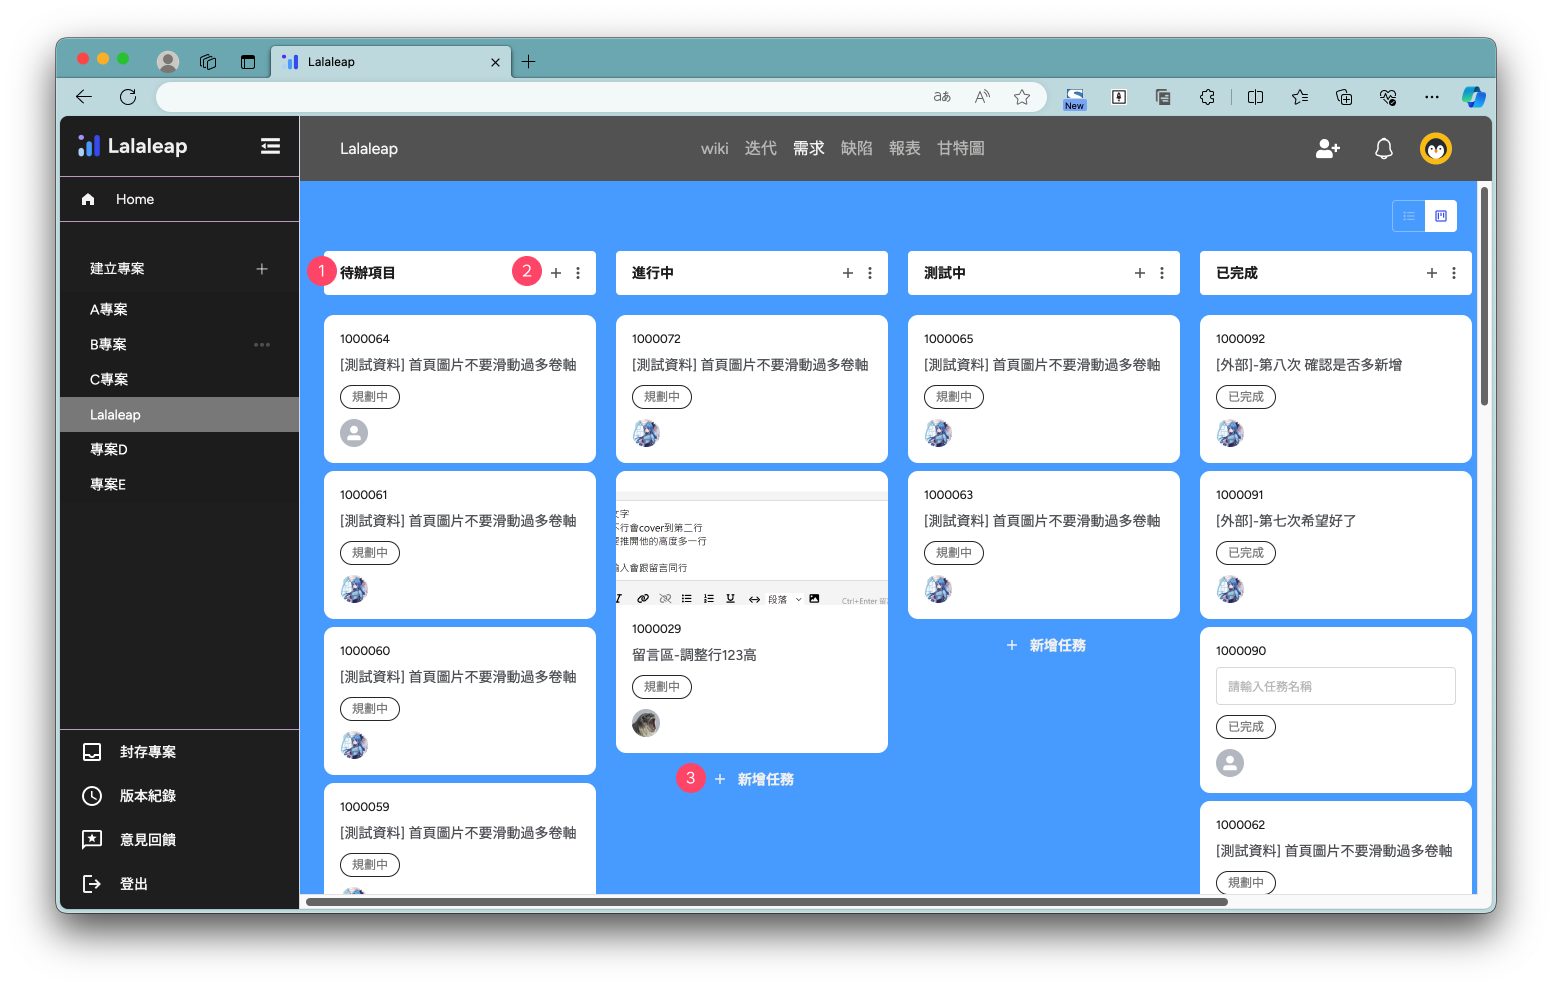 Lalaleap
aあ
A
New
Lalaleap
Home
建立專案
A專案
B專案
C專案
Lalaleap
專案D
專案E
封存專案
版本紀錄
意見回饋
登出
Lalaleap
wiki 迭代 需求 缺陷 報表 甘特圖
1 待辦項目 2
1000064
[測試資料] 首頁圖片不要滑動過多卷軸
規劃中
1000061
[測試資料] 首頁圖片不要滑動過多卷軸
規劃中
1000060
[測試資料] 首頁圖片不要滑動過多卷軸
規劃中
1000059
[測試資料] 首頁圖片不要滑動過多卷軸
規劃中
進行中
1000072
[測試資料] 首頁圖片不要滑動過多卷軸
規劃中
文字
不行會cover到第二行
要推開他的高度多一行
人會跟留言同行
段落 Ctrl+Enter
1000029
留言區-調整行123高
規劃中
3 + 新增任務
測試中
1000065
[測試資料] 首頁圖片不要滑動過多卷軸
規劃中
1000063
[測試資料] 首頁圖片不要滑動過多卷軸
規劃中
+ 新增任務
已完成
1000092
[外部]-第八次 確認是否多新增
已完成
1000091
[外部]-第七次希望好了
已完成
1000090
請輸入任務名稱
已完成
1000062
[測試資料] 首頁圖片不要滑動過多卷軸
規劃中